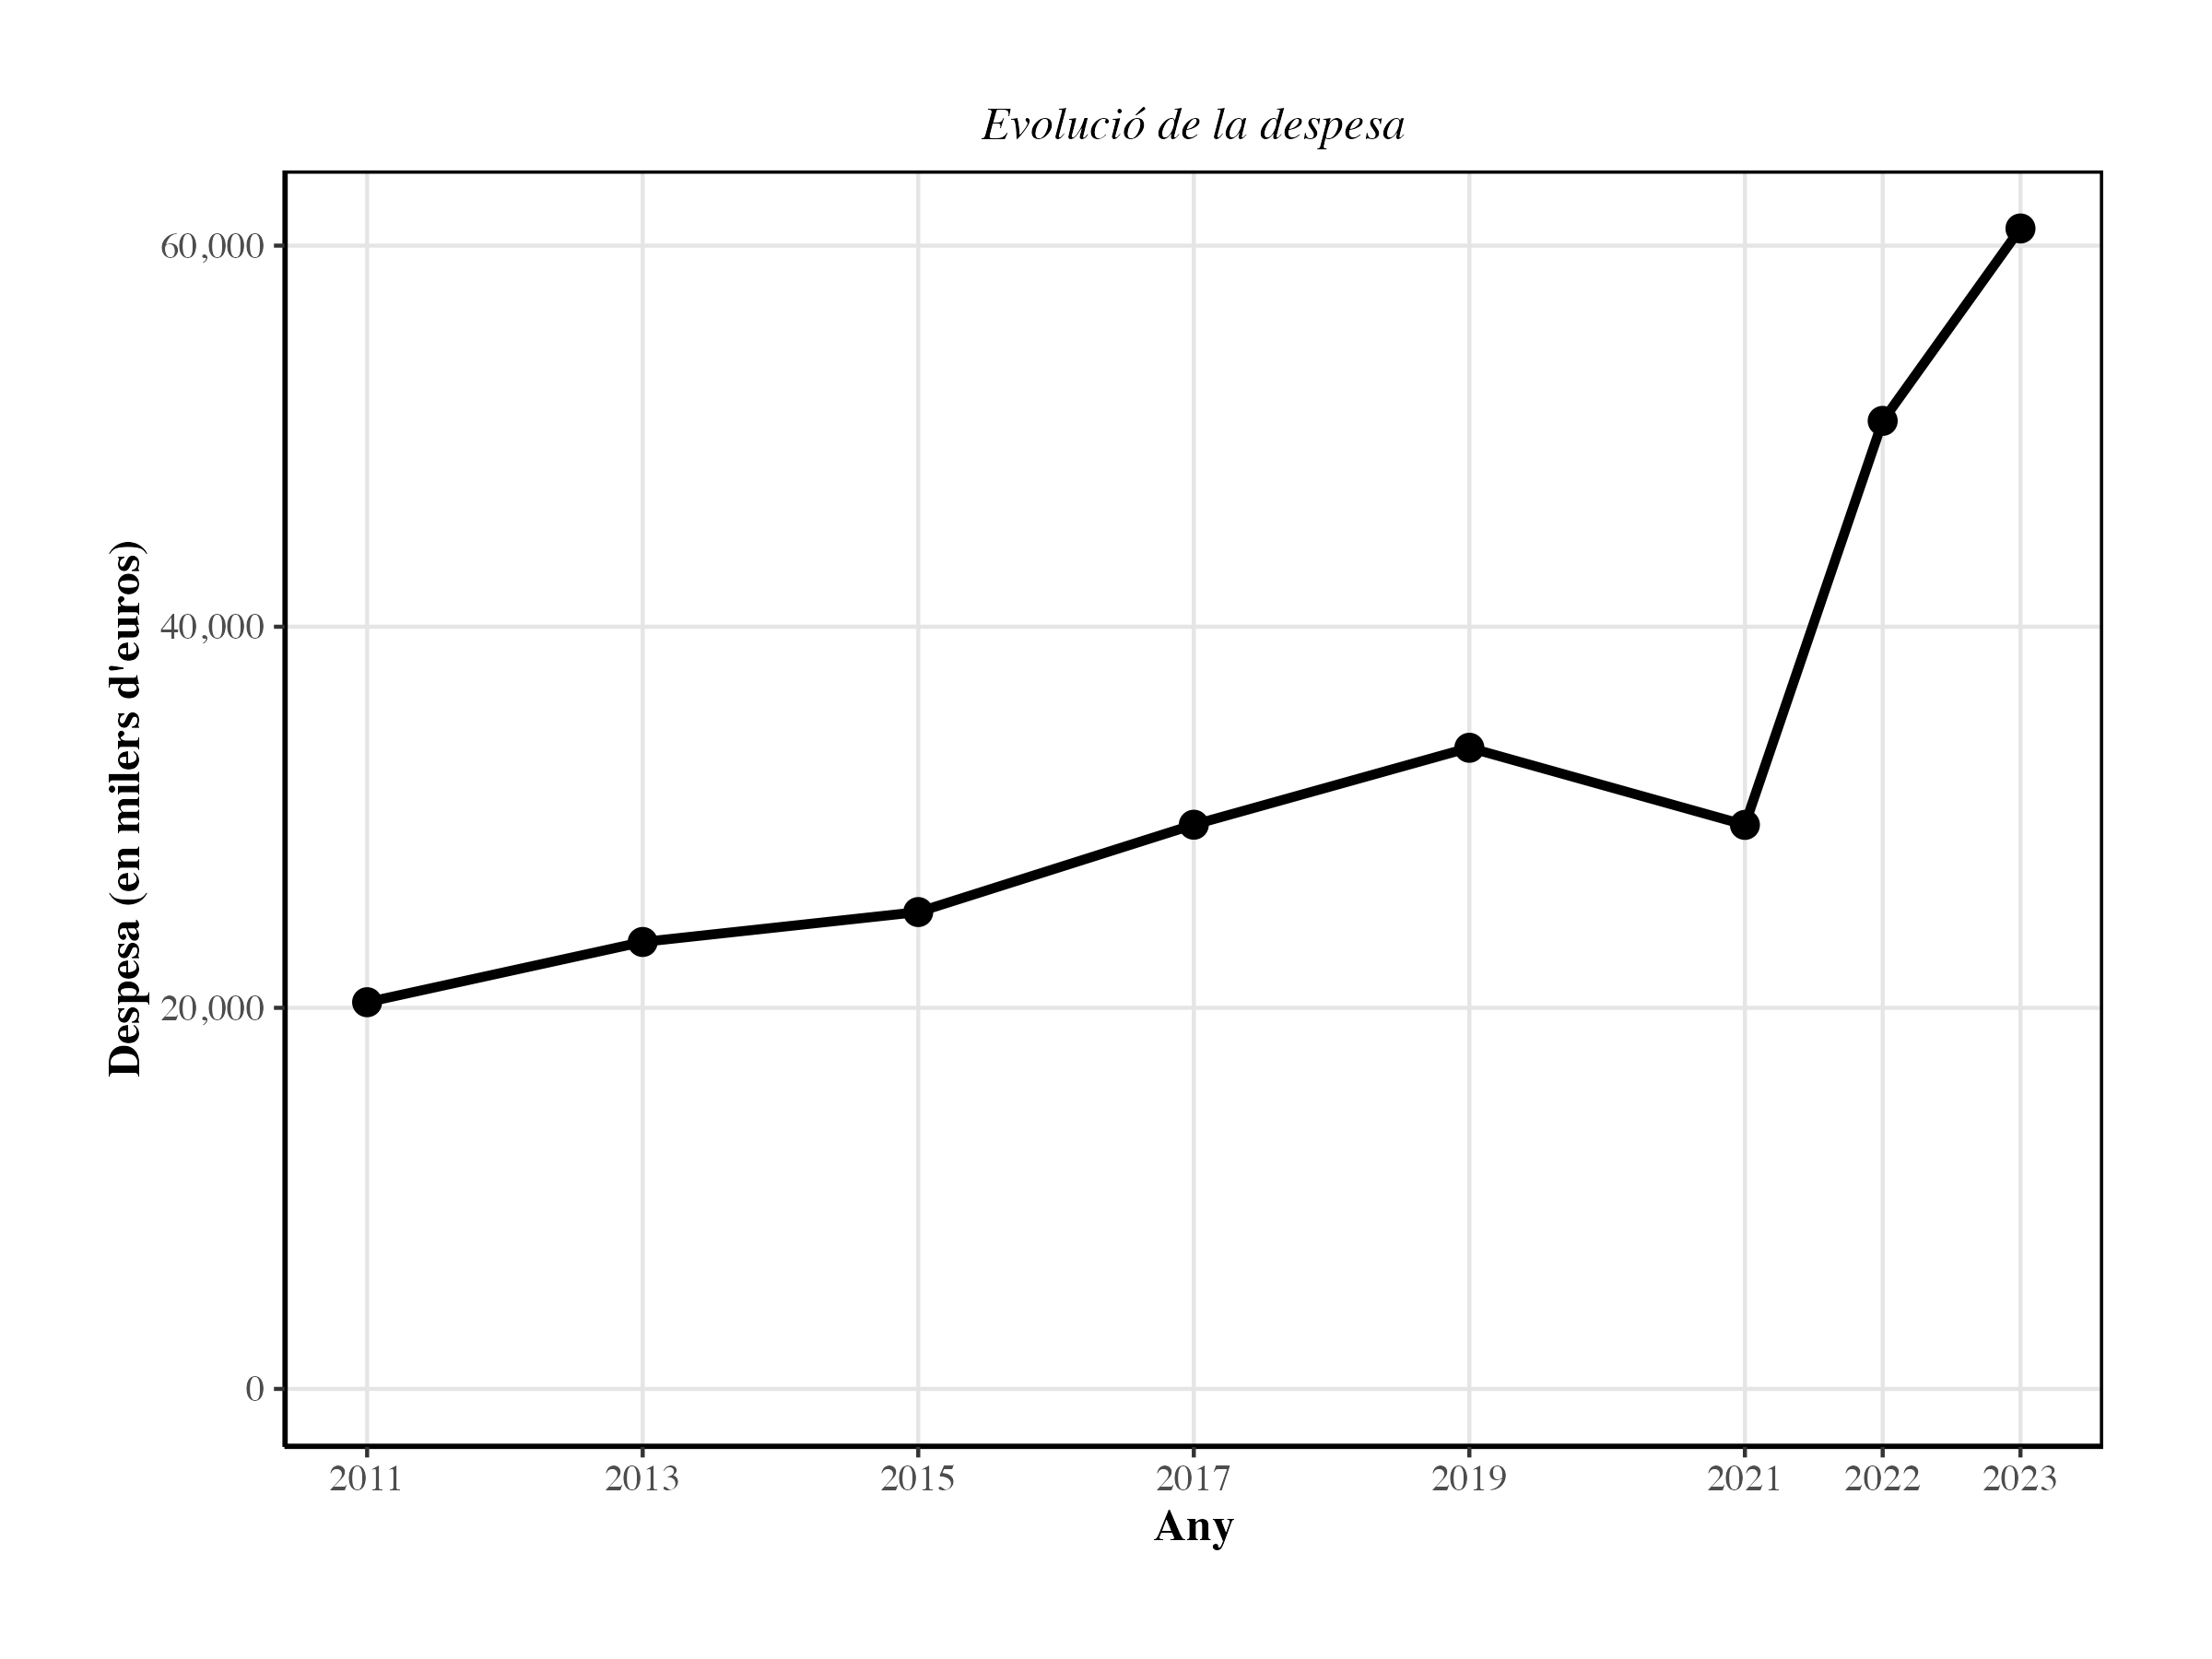 Evolució de la despesa
Despesa (en milers d'euros)
60,000
40,000
20,000
0
2011 2013 2015 2017 2019 2021 2022 2023
Any